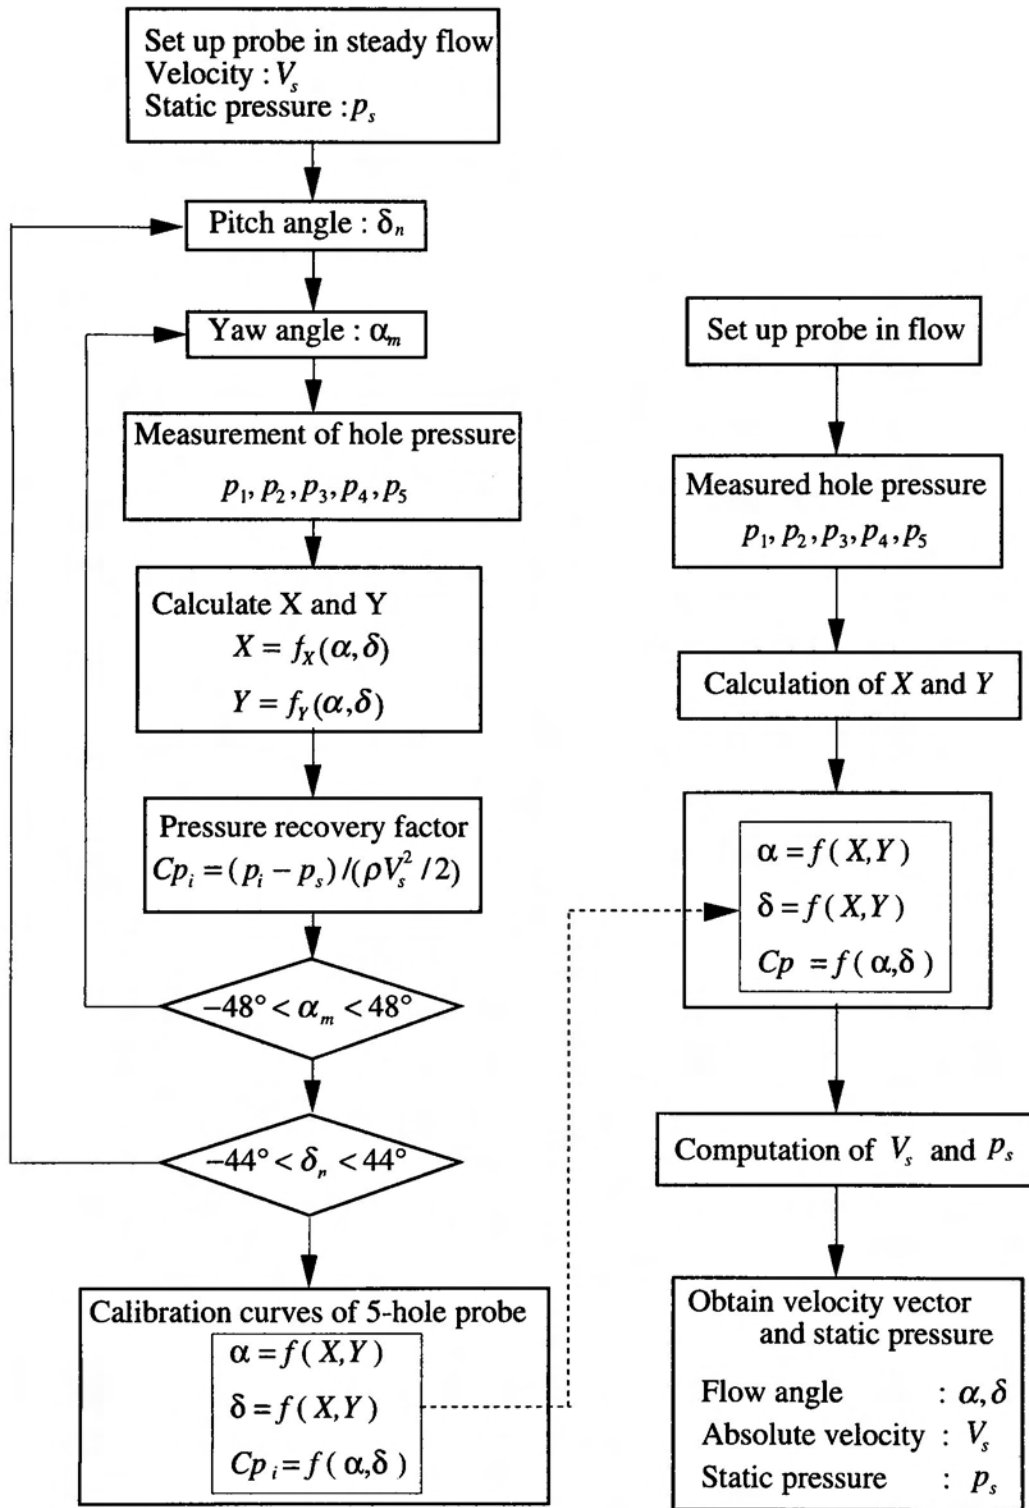 Set up probe in steady flow
Velocity : V_s
Static pressure : p_s
Pitch angle : δ_n
Yaw angle : α_m
Measurement of hole pressure
p_1, p_2, p_3, p_4, p_5
Calculate X and Y
X = f_X(α,δ)
Y = f_Y(α,δ)
Pressure recovery factor
Cp_i = (p_i − p_s)/(ρV_s^2/2)
−48° < α_m < 48°
−44° < δ_n < 44°
Calibration curves of 5-hole probe
α = f(X,Y)
δ = f(X,Y)
Cp_i = f(α,δ)
Set up probe in flow
Measured hole pressure
p_1, p_2, p_3, p_4, p_5
Calculation of X and Y
α = f(X,Y)
δ = f(X,Y)
Cp = f(α,δ)
Computation of V_s and p_s
Obtain velocity vector
and static pressure
Flow angle : α,δ
Absolute velocity : V_s
Static pressure : p_s